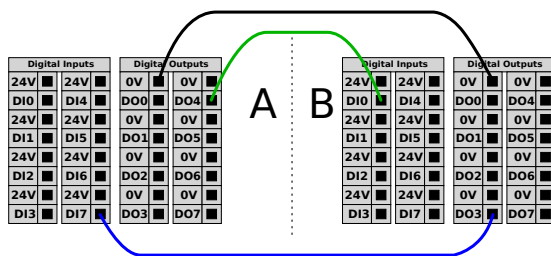 Digital Inputs Digital Outputs Digital Inputs Digital Outputs
24V 24V 0V 0V 24V 24V 0V 0V
DI0 DI4 DO0 DO4 A B DI0 DI4 DO0 DO4
24V 24V 0V 0V 24V 24V 0V 0V
DI1 DI5 DO1 DO5 DI1 DI5 DO1 DO5
24V 24V 0V 0V 24V 24V 0V 0V
DI2 DI6 DO2 DO6 DI2 DI6 DO2 DO6
24V 24V 0V 0V 24V 24V 0V 0V
DI3 DI7 DO3 DO7 DI3 DI7 DO3 DO7